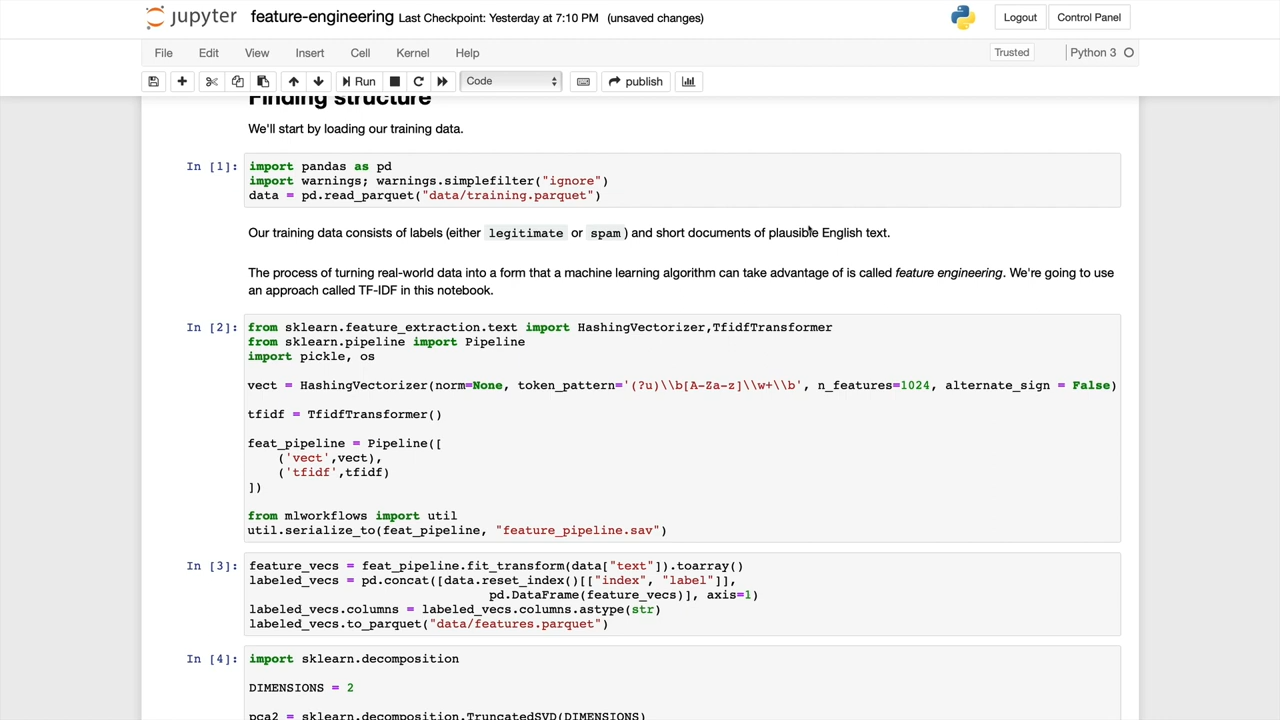 jupyter feature-engineering Last Checkpoint: Yesterday at 7:10 PM (unsaved changes) Logout Control Panel
File Edit View Insert Cell Kernel Help Trusted Python 3
Run Code publish
Finding structure
We'll start by loading our training data.
In [1]: import pandas as pd
import warnings; warnings.simplefilter("ignore")
data = pd.read_parquet("data/training.parquet")
Our training data consists of labels (either legitimate or spam) and short documents of plausible English text.
The process of turning real-world data into a form that a machine learning algorithm can take advantage of is called feature engineering. We're going to use
an approach called TF-IDF in this notebook.
In [2]: from sklearn.feature_extraction.text import HashingVectorizer,TfidfTransformer
from sklearn.pipeline import Pipeline
import pickle, os
vect = HashingVectorizer(norm=None, token_pattern='(?u)\\b[A-Za-z]\\w+\\b', n_features=1024, alternate_sign = False)
tfidf = TfidfTransformer()
feat_pipeline = Pipeline([
('vect',vect),
('tfidf',tfidf)
])
from mlworkflows import util
util.serialize_to(feat_pipeline, "feature_pipeline.sav")
In [3]: feature_vecs = feat_pipeline.fit_transform(data["text"]).toarray()
labeled_vecs = pd.concat([data.reset_index()[["index", "label"]],
pd.DataFrame(feature_vecs)], axis=1)
labeled_vecs.columns = labeled_vecs.columns.astype(str)
labeled_vecs.to_parquet("data/features.parquet")
In [4]: import sklearn.decomposition
DIMENSIONS = 2
pca2 = sklearn.decomposition.TruncatedSVD(DIMENSIONS)